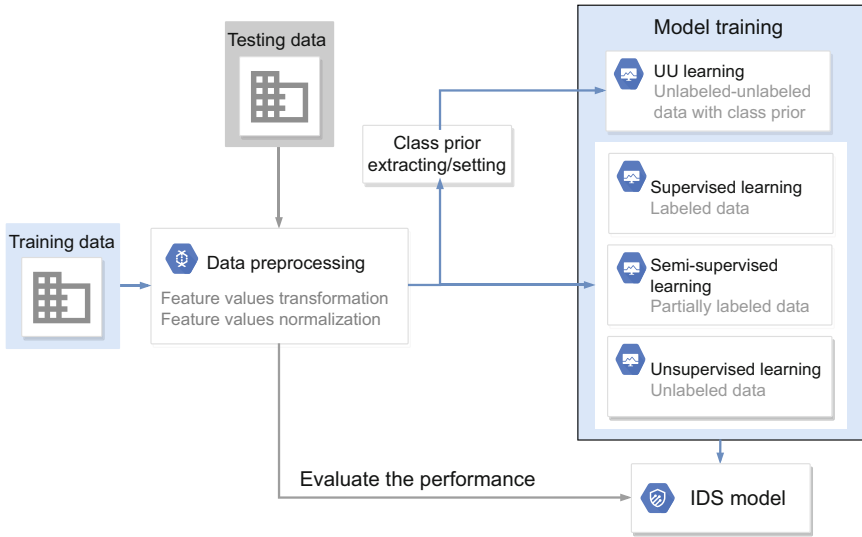 Testing data
Training data
Data preprocessing
Feature values transformation
Feature values normalization
Class prior
extracting/setting
Model training
UU learning
Unlabeled-unlabeled
data with class prior
Supervised learning
Labeled data
Semi-supervised
learning
Partially labeled data
Unsupervised learning
Unlabeled data
Evaluate the performance
IDS model